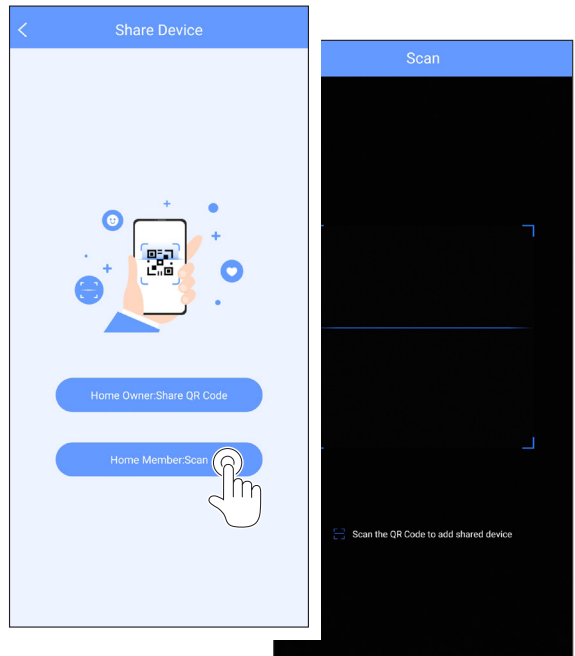 Share Device
Home Owner:Share QR Code
Home Member:Scan
Scan
Scan the QR Code to add shared device